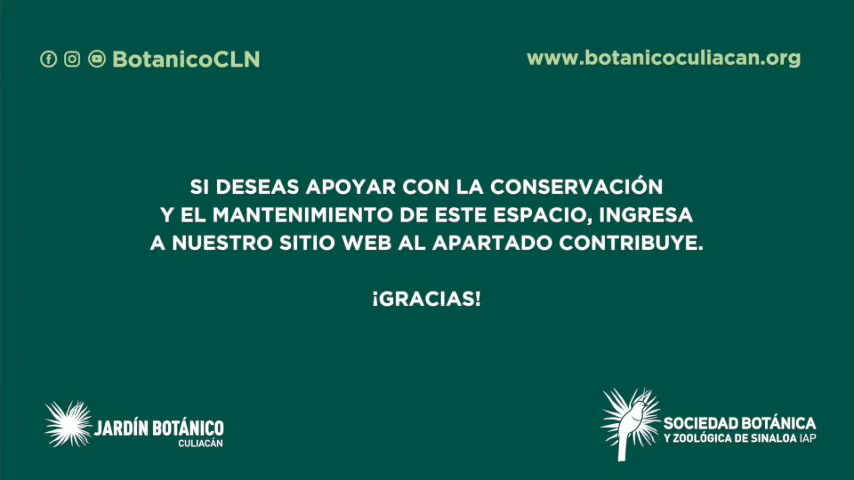 BotanicoCLN
www.botanicoculiacan.org
SI DESEAS APOYAR CON LA CONSERVACIÓN
Y EL MANTENIMIENTO DE ESTE ESPACIO, INGRESA
A NUESTRO SITIO WEB AL APARTADO CONTRIBUYE.
¡GRACIAS!
JARDÍN BOTÁNICO
CULIACÁN
SOCIEDAD BOTÁNICA
Y ZOOLÓGICA DE SINALOA IAP